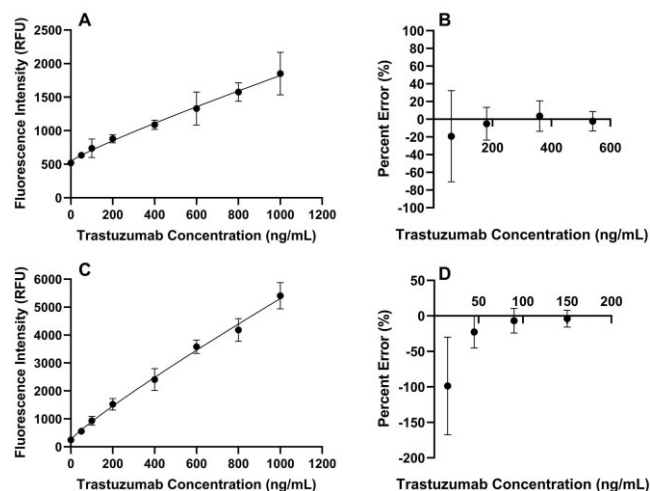 A
Fluorescence Intensity (RFU)
2500
2000
1500
1000
500
0
0 200 400 600 800 1000 1200
Trastuzumab Concentration (ng/mL)
B
Percent Error (%)
100
80
60
40
20
0
-20
-40
-60
-80
-100
200 400 600
Trastuzumab Concentration (ng/mL)
C
Fluorescence Intensity (RFU)
6000
5000
4000
3000
2000
1000
0
0 200 400 600 800 1000 1200
Trastuzumab Concentration (ng/mL)
D
Percent Error (%)
50 100 150 200
50
0
-50
-100
-150
-200
Trastuzumab Concentration (ng/mL)